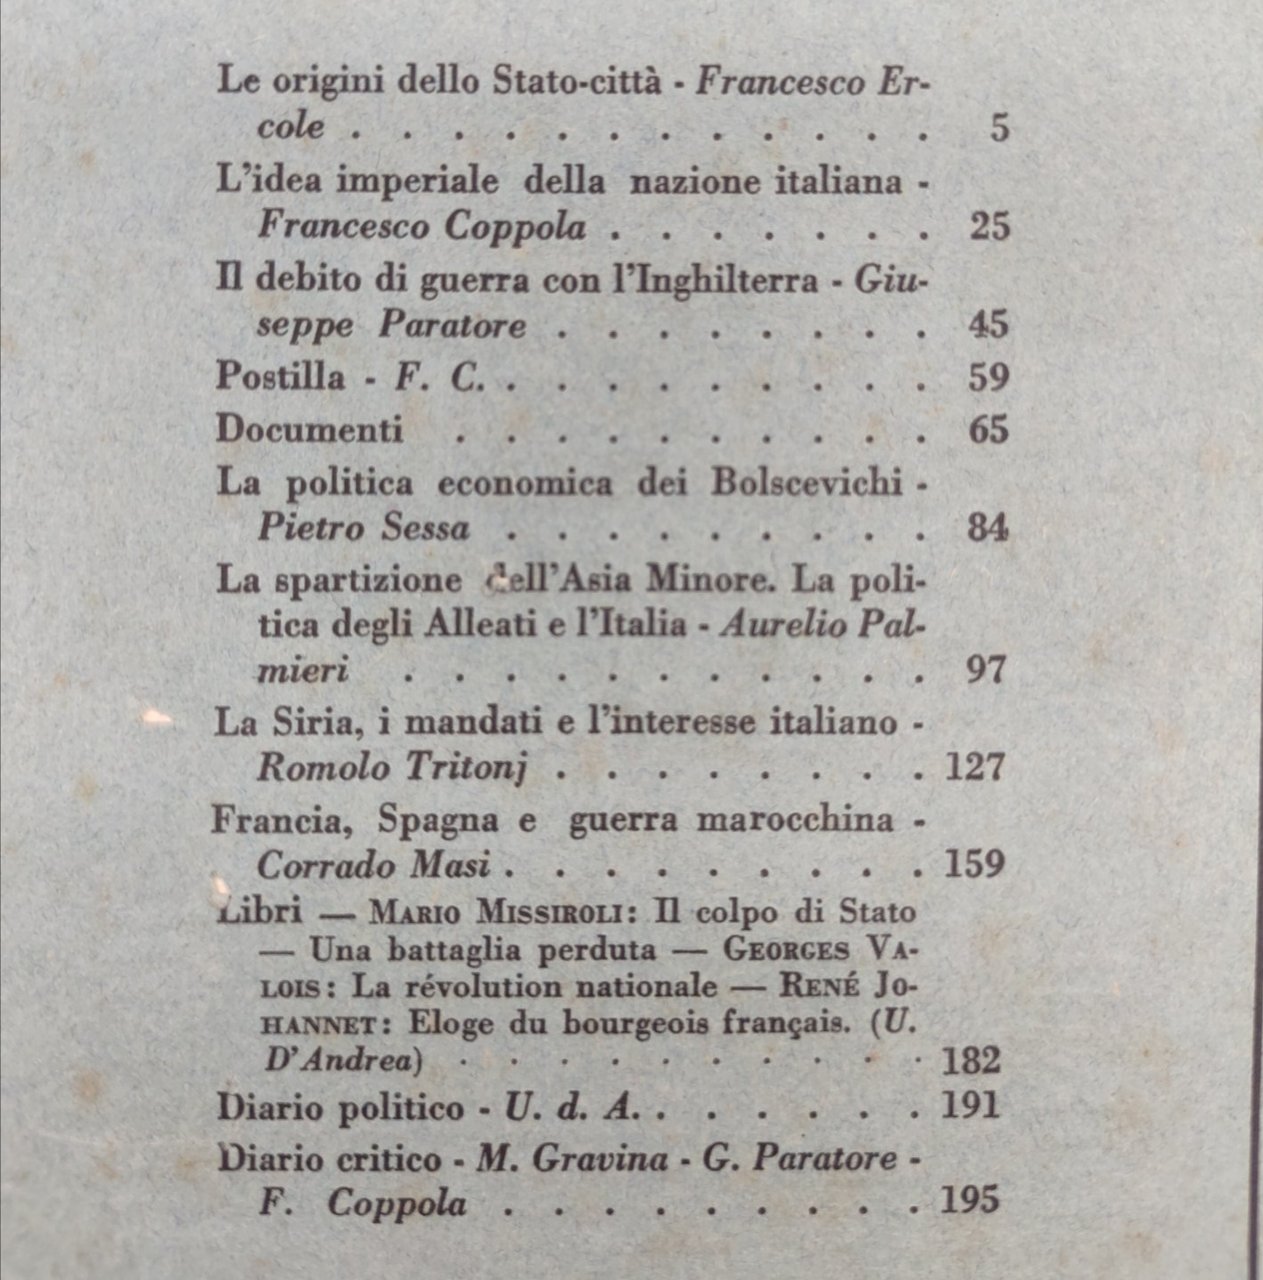 Le origini dello Stato-città - Francesco Er-
cole . . . . . . . . . . . . 5
L'idea imperiale della nazione italiana -
Francesco Coppola . . . . . . . 25
Il debito di guerra con l'Inghilterra - Giu-
seppe Paratore . . . . . . . . 45
Postilla - F. C. . . . . . . . . . 59
Documenti . . . . . . . . . . 65
La politica economica dei Bolscevichi -
Pietro Sessa . . . . . . . . . 84
La spartizione dell'Asia Minore. La poli-
tica degli Alleati e l'Italia - Aurelio Pal-
mieri . . . . . . . . . . . 97
La Siria, i mandati e l'interesse italiano -
Romolo Tritonj . . . . . . . . 127
Francia, Spagna e guerra marocchina -
Corrado Masi . . . . . . . . . 159
Libri — MARIO MISSIROLI: Il colpo di Stato
— Una battaglia perduta — GEORGES VA-
LOIS: La révolution nationale — RENÉ JO-
HANNET: Eloge du bourgeois français. (U.
D'Andrea) . . . . . . . . . . 182
Diario politico - U. d. A. . . . . . . 191
Diario critico - M. Gravina - G. Paratore -
F. Coppola . . . . . . . . . 195